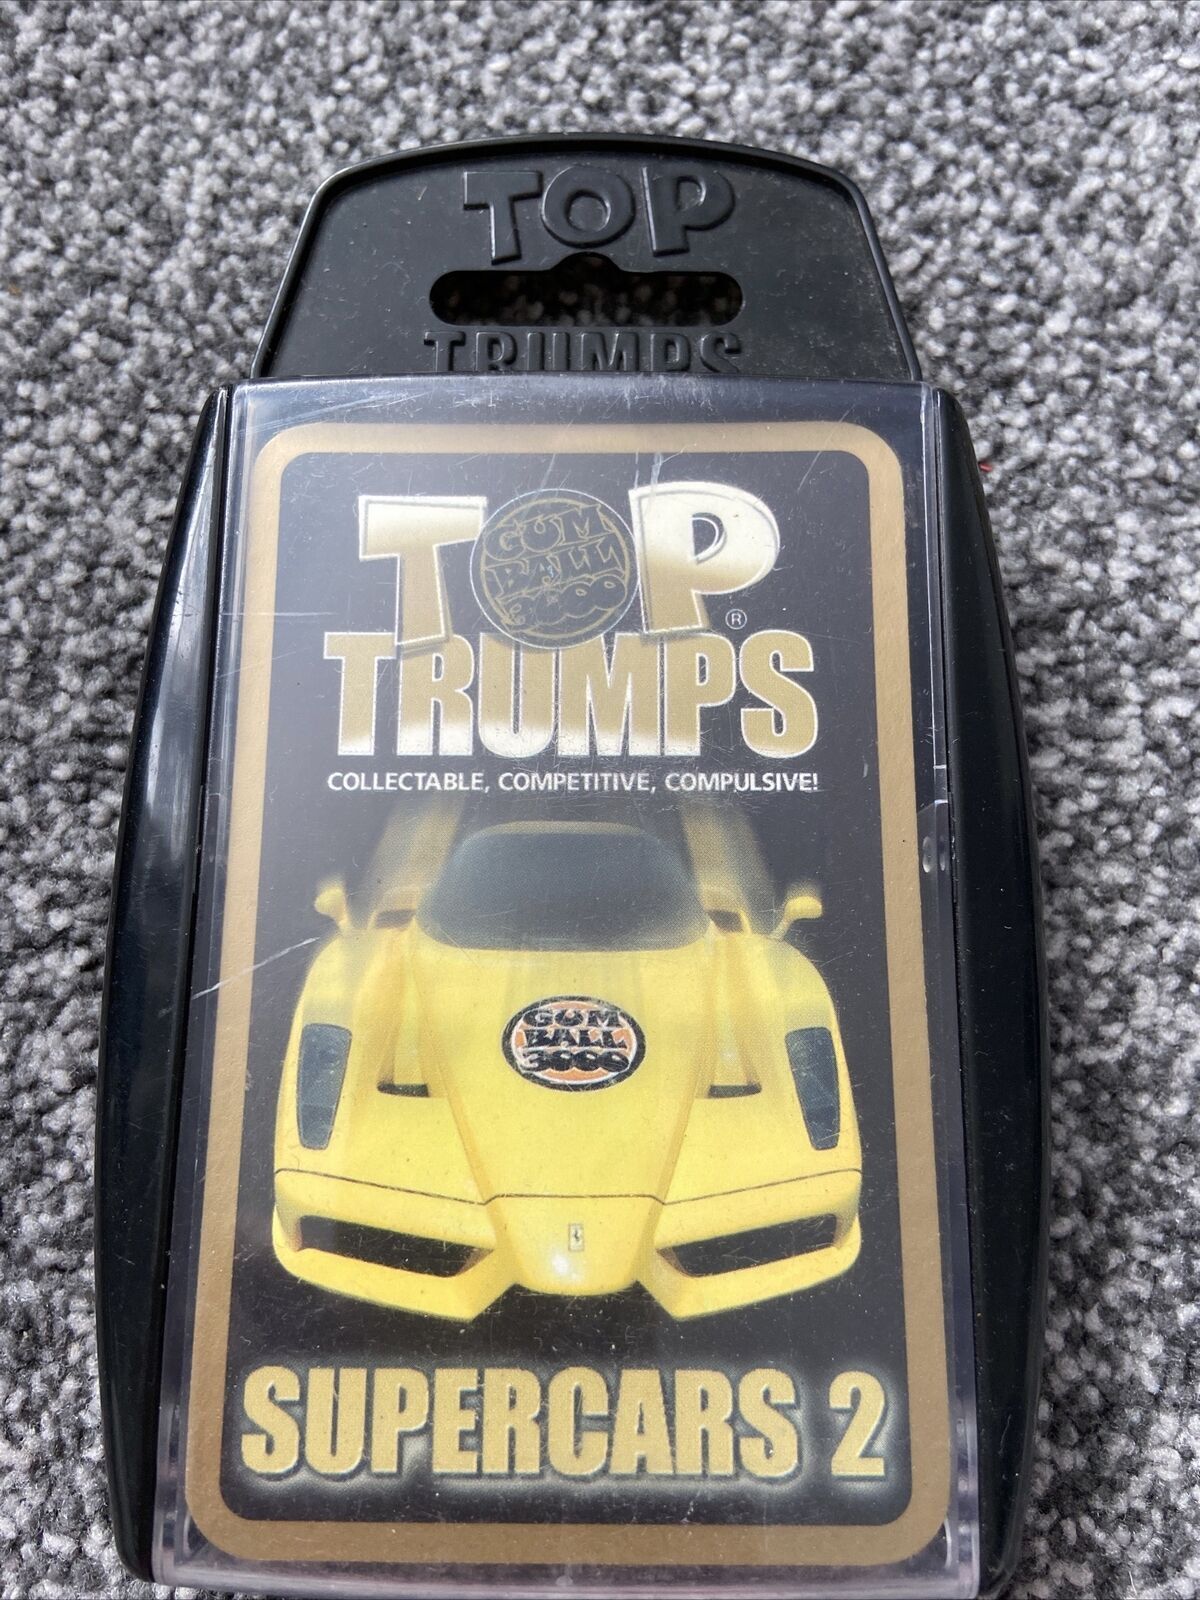 TOP
TRUMPS
TOP
GUM
BALL
3000
TRUMPS®
COLLECTABLE, COMPETITIVE, COMPULSIVE!
GUM
BALL
3000
SUPERCARS 2